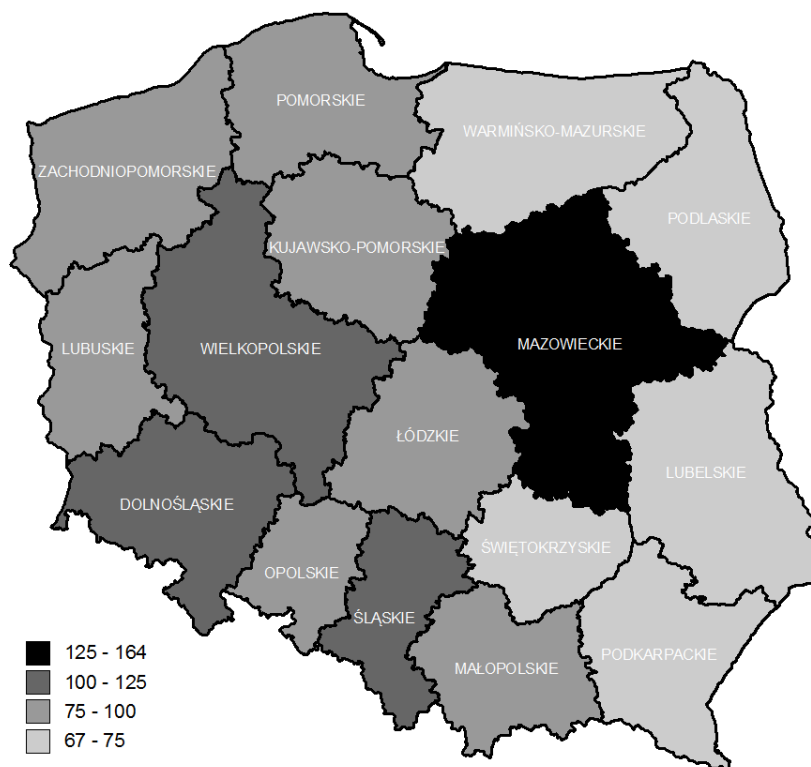 POMORSKIE
WARMIŃSKO-MAZURSKIE
ZACHODNIOPOMORSKIE
PODLASKIE
KUJAWSKO-POMORSKIE
LUBUSKIE
WIELKOPOLSKIE
MAZOWIECKIE
ŁÓDZKIE
LUBELSKIE
DOLNOŚLĄSKIE
ŚWIĘTOKRZYSKIE
OPOLSKIE
ŚLĄSKIE
MAŁOPOLSKIE
PODKARPACKIE
125 - 164
100 - 125
75 - 100
67 - 75